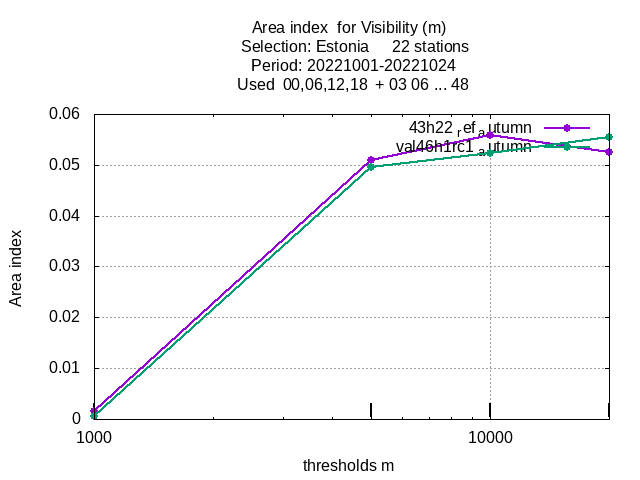 Area index  for Visibility (m)
Selection: Estonia     22 stations
Period: 20221001-20221024
Used  00,06,12,18  + 03 06 ... 48
0.06
0.05
0.04
0.03
0.02
0.01
0
Area index
43h22 ref autumn
val46h1rc1 autumn
1000
10000
thresholds m